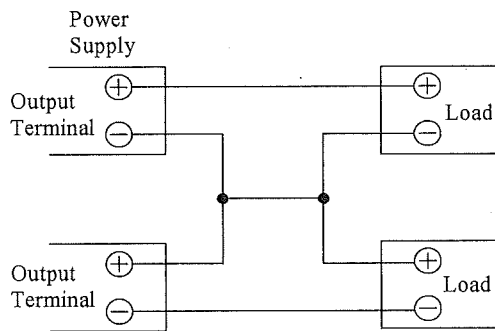 Power
Supply
+
+
Output
Terminal
Load
−
−
+
+
Output
Terminal
Load
−
−